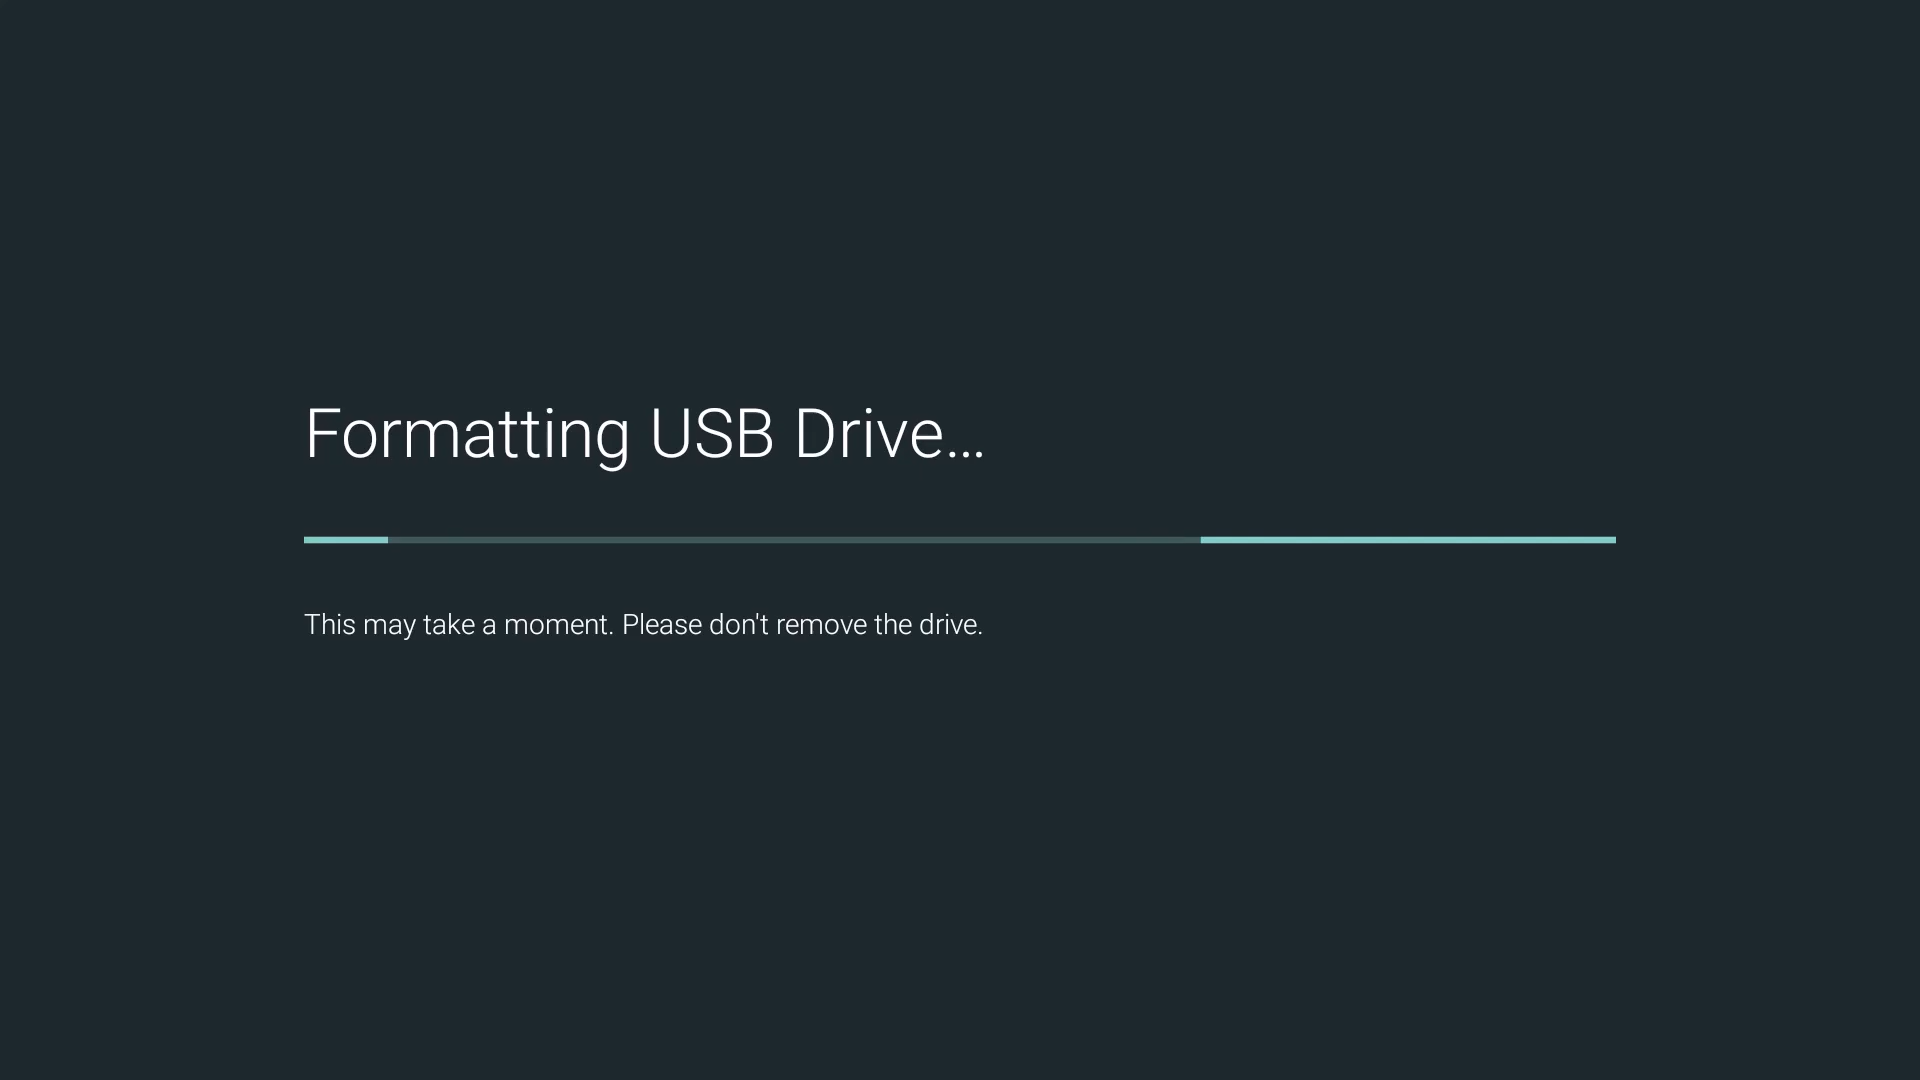 Formatting USB Drive…
This may take a moment. Please don't remove the drive.